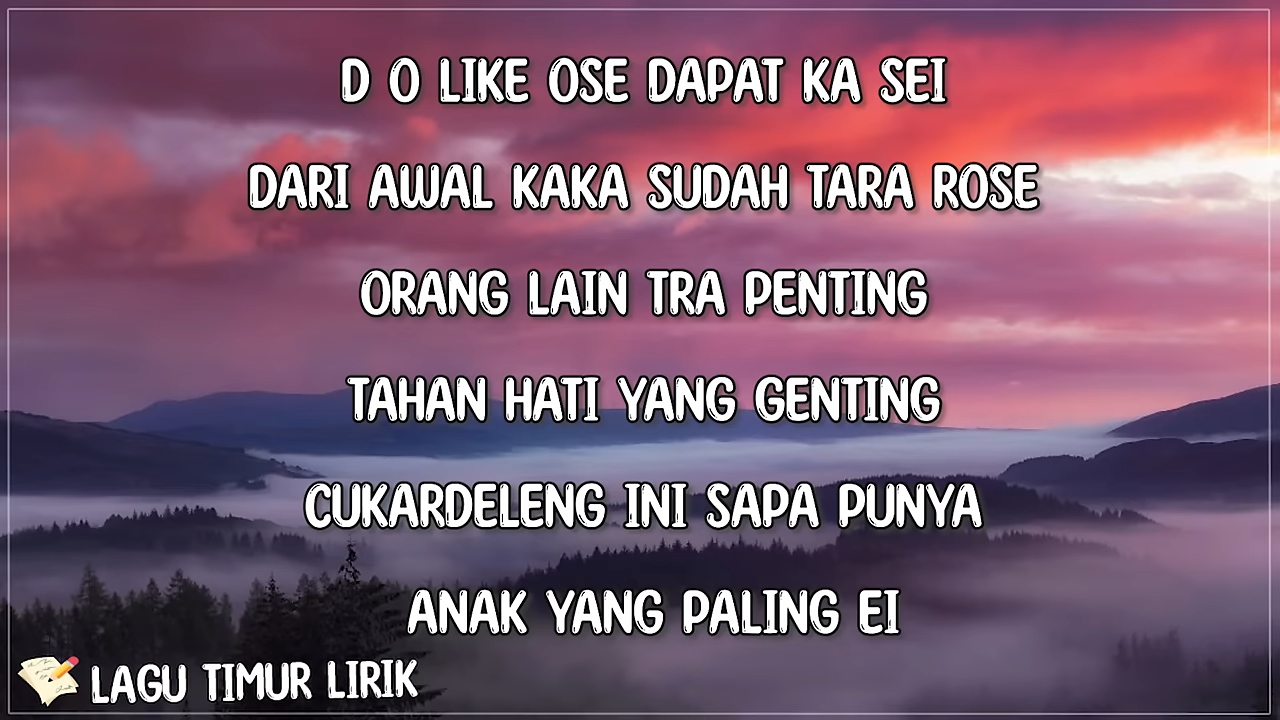 D O LIKE OSE DAPAT KA SEI
DARI AWAL KAKA SUDAH TARA ROSE
ORANG LAIN TRA PENTING
TAHAN HATI YANG GENTING
CUKARDELENG INI SAPA PUNYA
ANAK YANG PALING EI
LAGU TIMUR LIRIK